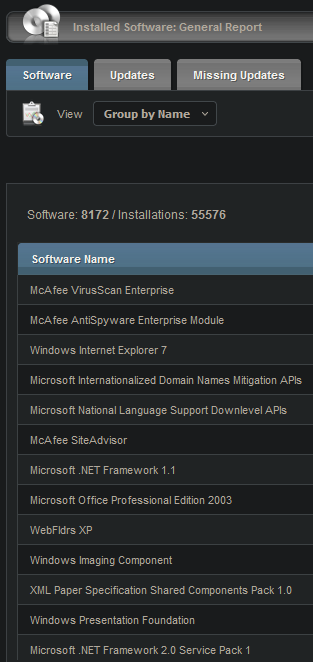 Installed Software: General Report
Software Updates Missing Updates
View Group by Name
Software: 8172 / Installations: 55576
Software Name
McAfee VirusScan Enterprise
McAfee AntiSpyware Enterprise Module
Windows Internet Explorer 7
Microsoft Internationalized Domain Names Mitigation APIs
Microsoft National Language Support Downlevel APIs
McAfee SiteAdvisor
Microsoft .NET Framework 1.1
Microsoft Office Professional Edition 2003
WebFldrs XP
Windows Imaging Component
XML Paper Specification Shared Components Pack 1.0
Windows Presentation Foundation
Microsoft .NET Framework 2.0 Service Pack 1